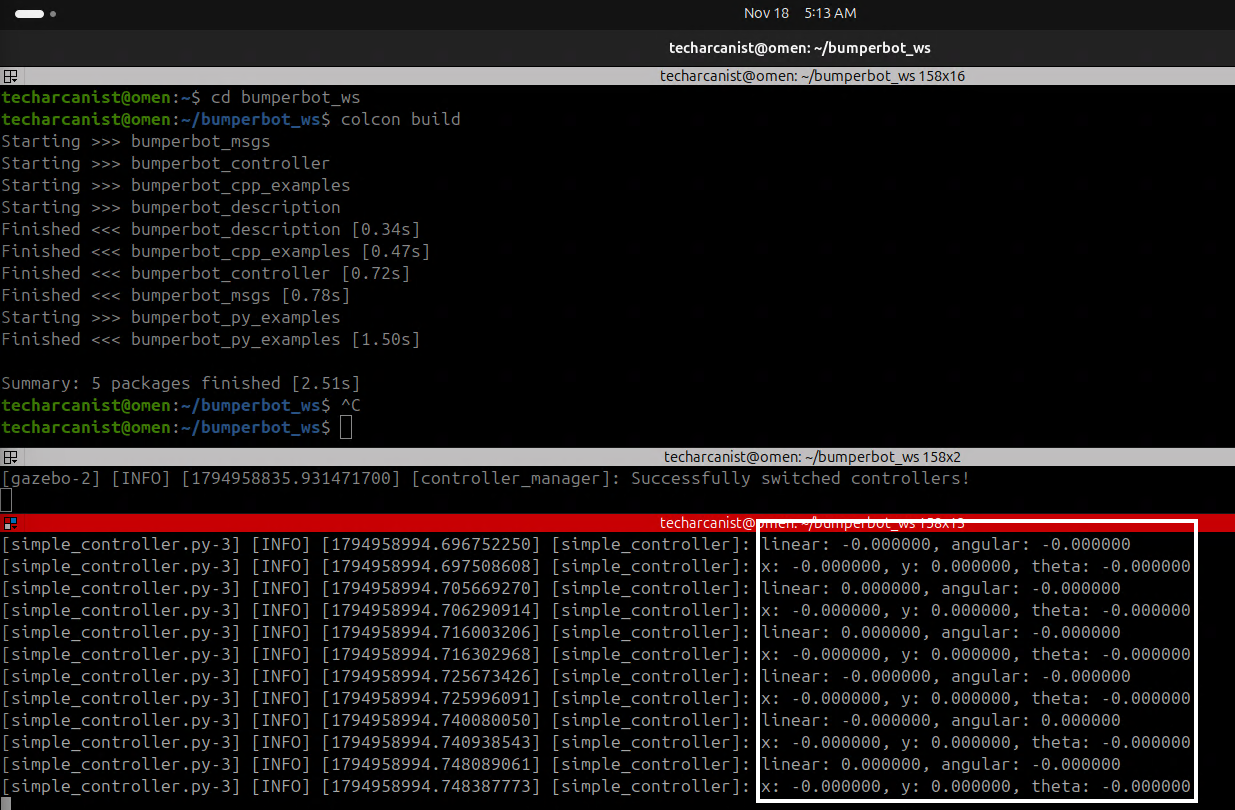 Nov 18 5:13 AM
techarcanist@omen: ~/bumperbot_ws
techarcanist@omen: ~/bumperbot_ws 158x16
techarcanist@omen:~$ cd bumperbot_ws
techarcanist@omen:~/bumperbot_ws$ colcon build
Starting >>> bumperbot_msgs
Starting >>> bumperbot_controller
Starting >>> bumperbot_cpp_examples
Starting >>> bumperbot_description
Finished <<< bumperbot_description [0.34s]
Finished <<< bumperbot_cpp_examples [0.47s]
Finished <<< bumperbot_controller [0.72s]
Finished <<< bumperbot_msgs [0.78s]
Starting >>> bumperbot_py_examples
Finished <<< bumperbot_py_examples [1.50s]
Summary: 5 packages finished [2.51s]
techarcanist@omen:~/bumperbot_ws$ ^C
techarcanist@omen:~/bumperbot_ws$
techarcanist@omen: ~/bumperbot_ws 158x2
[gazebo-2] [INFO] [1794958835.931471700] [controller_manager]: Successfully switched controllers!
techarcanist@omen: ~/bumperbot_ws 158x13
[simple_controller.py-3] [INFO] [1794958994.696752250] [simple_controller]: linear: -0.000000, angular: -0.000000
[simple_controller.py-3] [INFO] [1794958994.697508608] [simple_controller]: x: -0.000000, y: 0.000000, theta: -0.000000
[simple_controller.py-3] [INFO] [1794958994.705669270] [simple_controller]: linear: 0.000000, angular: -0.000000
[simple_controller.py-3] [INFO] [1794958994.706290914] [simple_controller]: x: -0.000000, y: 0.000000, theta: -0.000000
[simple_controller.py-3] [INFO] [1794958994.716003206] [simple_controller]: linear: 0.000000, angular: -0.000000
[simple_controller.py-3] [INFO] [1794958994.716302968] [simple_controller]: x: -0.000000, y: 0.000000, theta: -0.000000
[simple_controller.py-3] [INFO] [1794958994.725673426] [simple_controller]: linear: -0.000000, angular: -0.000000
[simple_controller.py-3] [INFO] [1794958994.725996091] [simple_controller]: x: -0.000000, y: 0.000000, theta: -0.000000
[simple_controller.py-3] [INFO] [1794958994.740080050] [simple_controller]: linear: -0.000000, angular: 0.000000
[simple_controller.py-3] [INFO] [1794958994.740938543] [simple_controller]: x: -0.000000, y: 0.000000, theta: -0.000000
[simple_controller.py-3] [INFO] [1794958994.748089061] [simple_controller]: linear: 0.000000, angular: -0.000000
[simple_controller.py-3] [INFO] [1794958994.748387773] [simple_controller]: x: -0.000000, y: 0.000000, theta: -0.000000